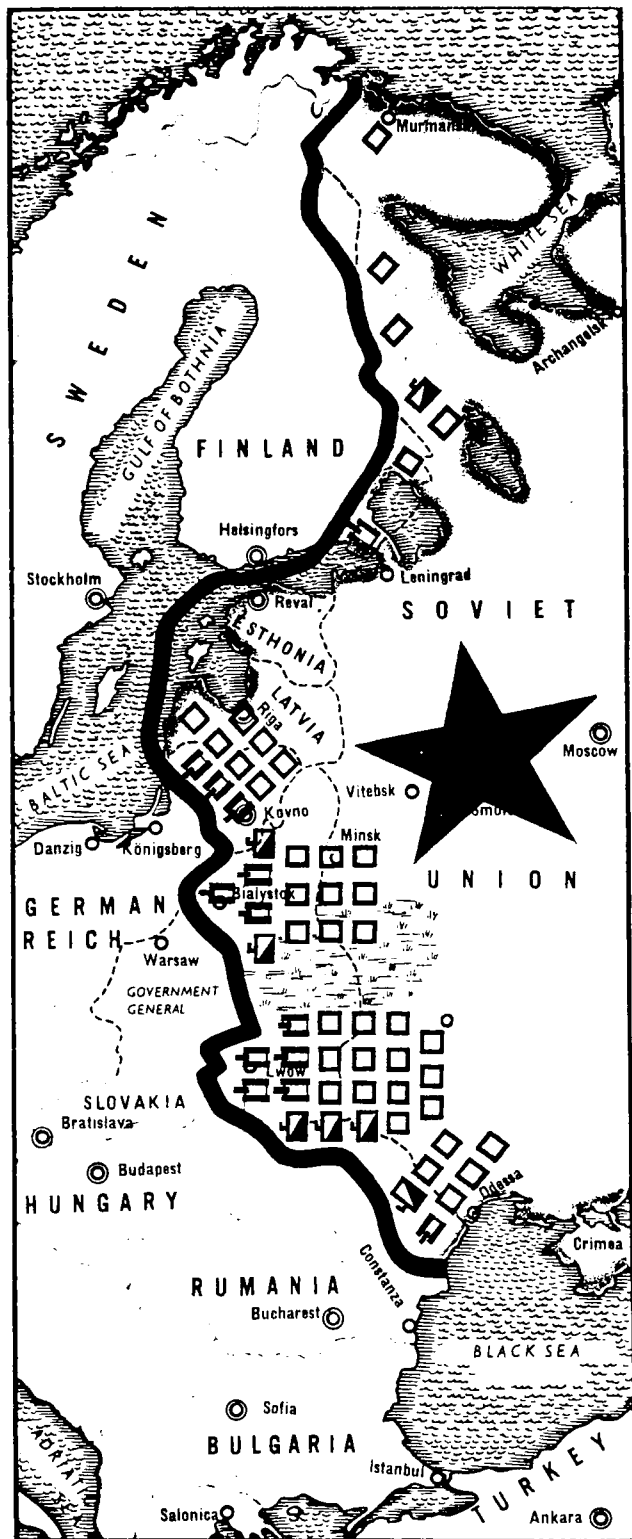 Murmansk
WHITE SEA
Archangelsk
SWEDEN
GULF OF BOTHNIA
FINLAND
Helsingfors
Stockholm
Leningrad
Reval
SOVIET
ESTHONIA
LATVIA
Riga
Moscow
BALTIC SEA
Vitebsk
Kovno
Danzig
Königsberg
Minsk
UNION
Bialystok
GERMAN
REICH
Warsaw
GOVERNMENT
GENERAL
Lwow
SLOVAKIA
Bratislava
Budapest
HUNGARY
Odessa
Crimea
Constanza
RUMANIA
Bucharest
BLACK SEA
Sofia
BULGARIA
ADRIATIC
SEA
Istanbul
TURKEY
Salonica
Ankara